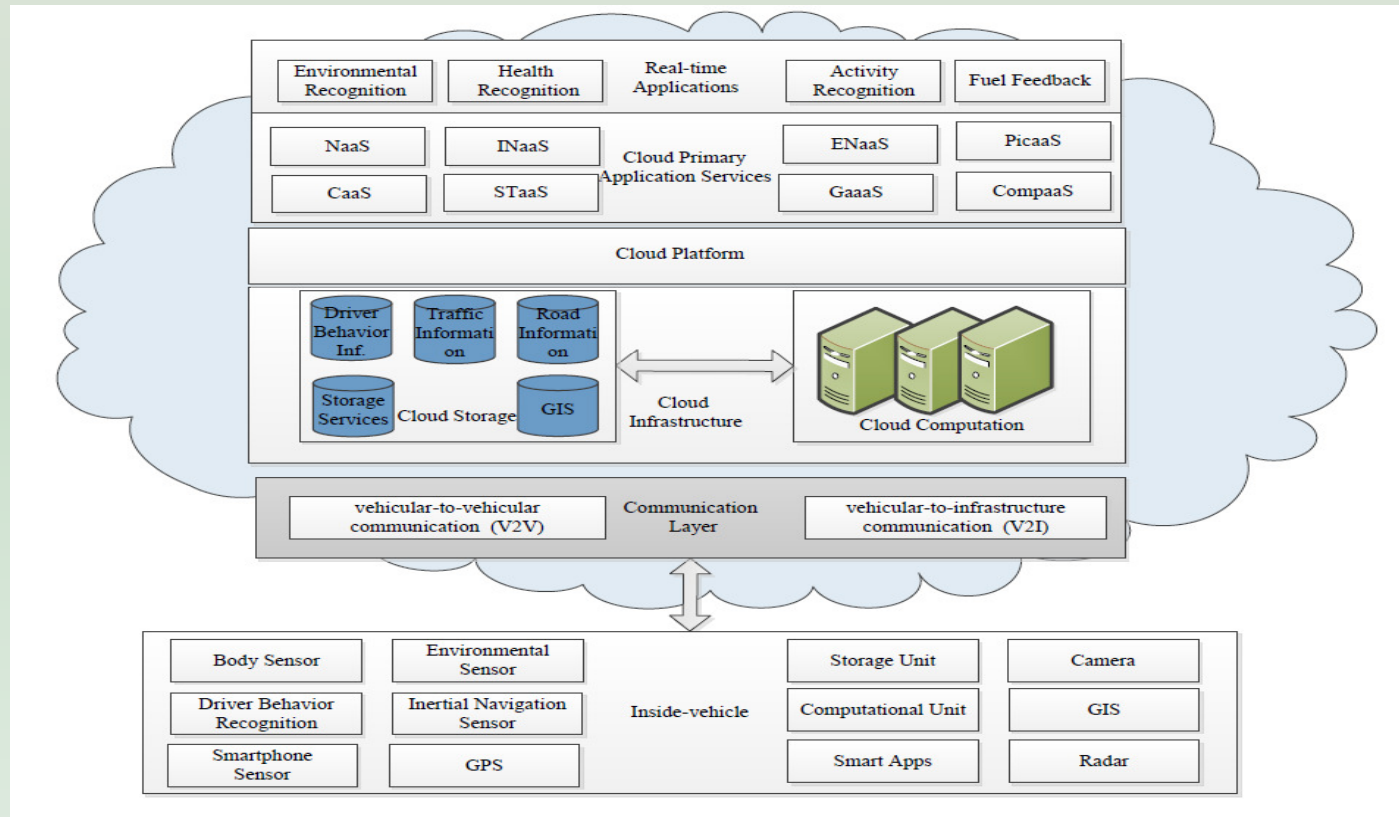 Environmental
Recognition
Health
Recognition
Real-time
Applications
Activity
Recognition
Fuel Feedback
NaaS
INaaS
Cloud Primary
Application Services
ENaaS
PicaaS
CaaS
STaaS
GaaaS
CompaaS
Cloud Platform
Driver
Behavior
Inf.
Traffic
Informati
on
Road
Informati
on
Storage
Services
Cloud Storage
GIS
Cloud
Infrastructure
Cloud Computation
vehicular-to-vehicular
communication (V2V)
Communication
Layer
vehicular-to-infrastructure
communication (V2I)
Body Sensor
Environmental
Sensor
Storage Unit
Camera
Driver Behavior
Recognition
Inertial Navigation
Sensor
Inside-vehicle
Computational Unit
GIS
Smartphone
Sensor
GPS
Smart Apps
Radar